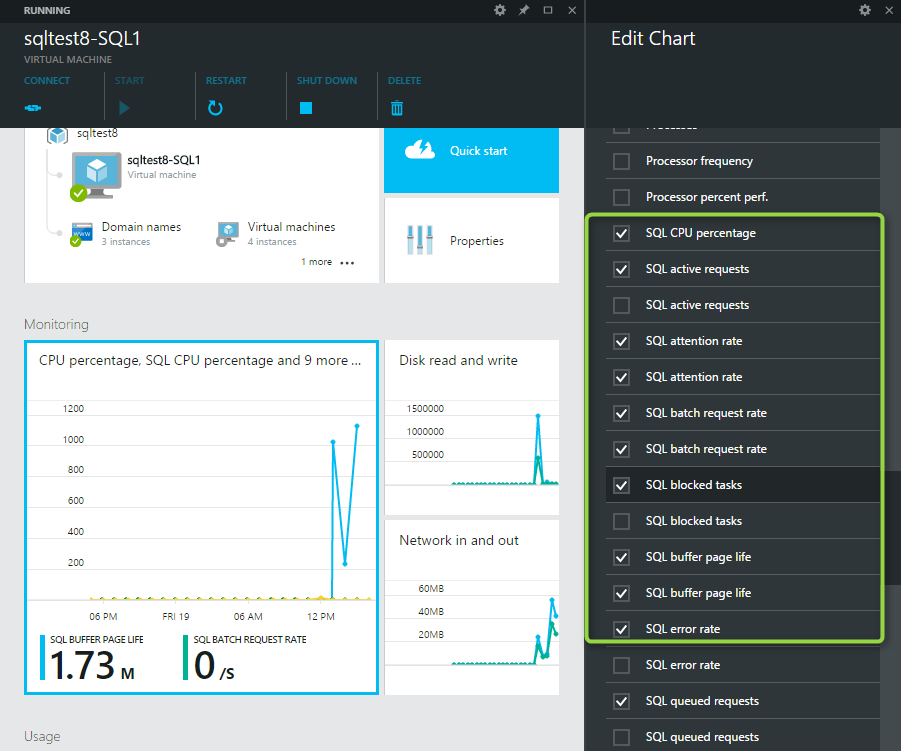 RUNNING
sqltest8-SQL1
VIRTUAL MACHINE
CONNECT
START
RESTART
SHUT DOWN
DELETE
sqltest8
sqltest8-SQL1
Virtual machine
Domain names
3 instances
Virtual machines
4 instances
1 more
Quick start
Properties
Monitoring
CPU percentage, SQL CPU percentage and 9 more ...
1200
1000
800
600
400
200
06 PM
FRI 19
06 AM
12 PM
SQL BUFFER PAGE LIFE
1.73 M
SQL BATCH REQUEST RATE
0 /S
Disk read and write
1500000
1000000
500000
Network in and out
60MB
40MB
20MB
Usage
Edit Chart
Processor frequency
Processor percent perf.
SQL CPU percentage
SQL active requests
SQL active requests
SQL attention rate
SQL attention rate
SQL batch request rate
SQL batch request rate
SQL blocked tasks
SQL blocked tasks
SQL buffer page life
SQL buffer page life
SQL error rate
SQL error rate
SQL queued requests
SQL queued requests